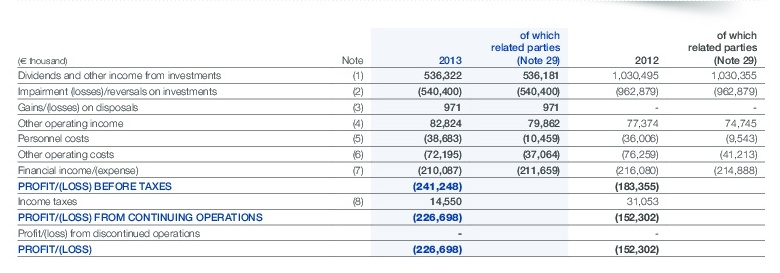 of which of which
related parties related parties
(€ thousand) Note 2013 (Note 29) 2012 (Note 29)
Dividends and other income from investments (1) 536,322 536,181 1,030,495 1,030,355
Impairment (losses)/reversals on investments (2) (540,400) (540,400) (962,879) (962,879)
Gains/(losses) on disposals (3) 971 971 - -
Other operating income (4) 82,824 79,862 77,374 74,745
Personnel costs (5) (38,683) (10,459) (36,006) (9,543)
Other operating costs (6) (72,195) (37,064) (76,259) (41,213)
Financial income/(expense) (7) (210,087) (211,659) (216,080) (214,888)
PROFIT/(LOSS) BEFORE TAXES (241,248) (183,355)
Income taxes (8) 14,550 31,053
PROFIT/(LOSS) FROM CONTINUING OPERATIONS (226,698) (152,302)
Profit/(loss) from discontinued operations - -
PROFIT/(LOSS) (226,698) (152,302)